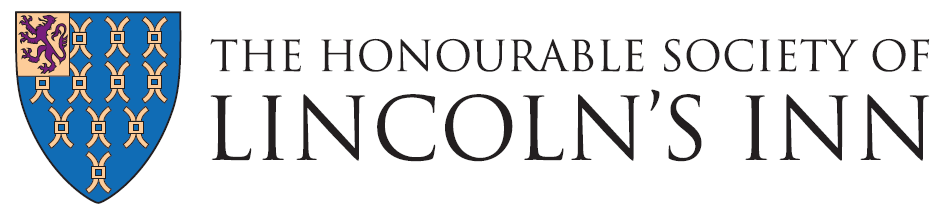 THE HONOURABLE SOCIETY OF
LINCOLN'S INN